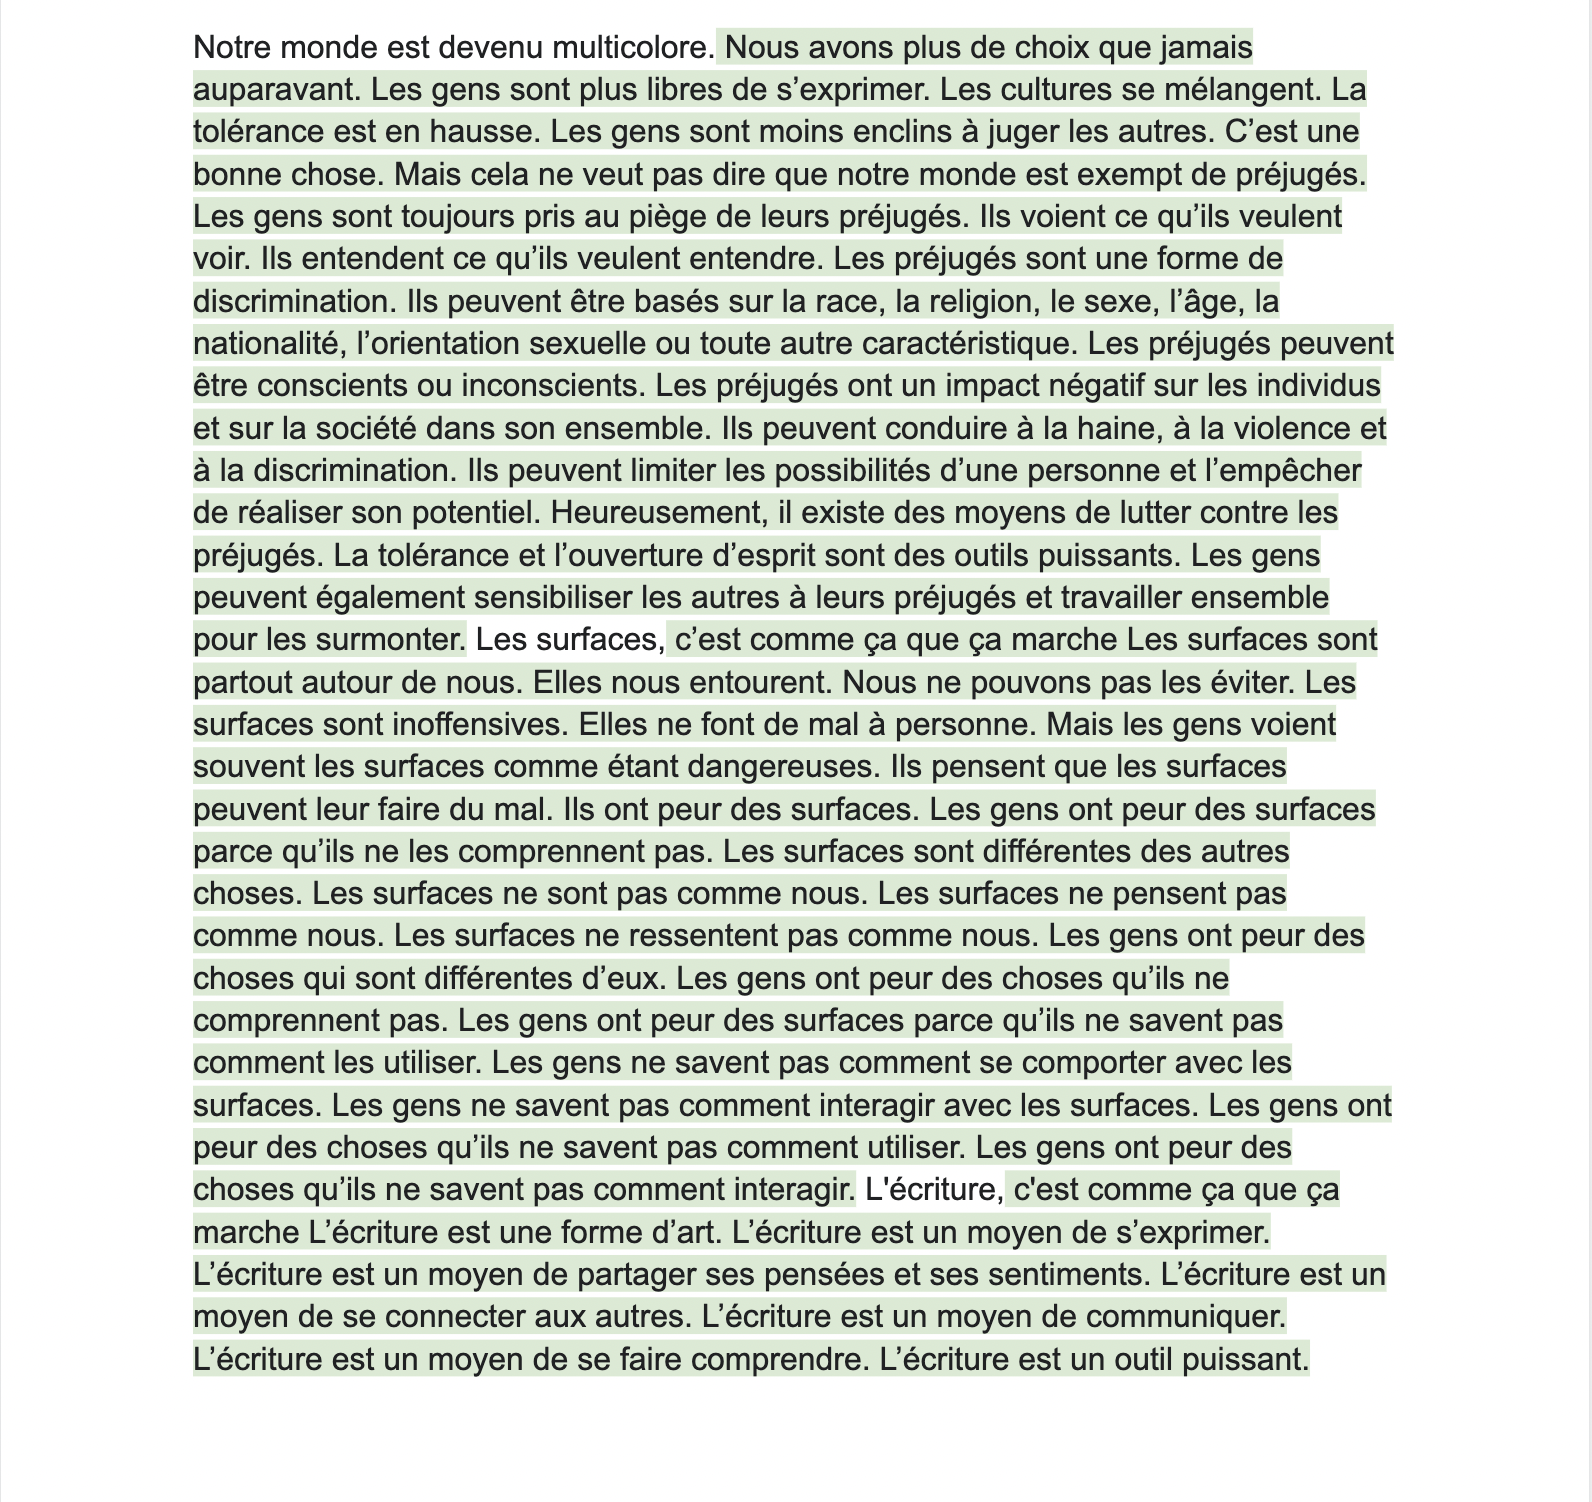 Notre monde est devenu multicolore. Nous avons plus de choix que jamais
auparavant. Les gens sont plus libres de s’exprimer. Les cultures se mélangent. La
tolérance est en hausse. Les gens sont moins enclins à juger les autres. C’est une
bonne chose. Mais cela ne veut pas dire que notre monde est exempt de préjugés.
Les gens sont toujours pris au piège de leurs préjugés. Ils voient ce qu’ils veulent
voir. Ils entendent ce qu’ils veulent entendre. Les préjugés sont une forme de
discrimination. Ils peuvent être basés sur la race, la religion, le sexe, l’âge, la
nationalité, l’orientation sexuelle ou toute autre caractéristique. Les préjugés peuvent
être conscients ou inconscients. Les préjugés ont un impact négatif sur les individus
et sur la société dans son ensemble. Ils peuvent conduire à la haine, à la violence et
à la discrimination. Ils peuvent limiter les possibilités d’une personne et l’empêcher
de réaliser son potentiel. Heureusement, il existe des moyens de lutter contre les
préjugés. La tolérance et l’ouverture d’esprit sont des outils puissants. Les gens
peuvent également sensibiliser les autres à leurs préjugés et travailler ensemble
pour les surmonter. Les surfaces, c’est comme ça que ça marche Les surfaces sont
partout autour de nous. Elles nous entourent. Nous ne pouvons pas les éviter. Les
surfaces sont inoffensives. Elles ne font de mal à personne. Mais les gens voient
souvent les surfaces comme étant dangereuses. Ils pensent que les surfaces
peuvent leur faire du mal. Ils ont peur des surfaces. Les gens ont peur des surfaces
parce qu’ils ne les comprennent pas. Les surfaces sont différentes des autres
choses. Les surfaces ne sont pas comme nous. Les surfaces ne pensent pas
comme nous. Les surfaces ne ressentent pas comme nous. Les gens ont peur des
choses qui sont différentes d’eux. Les gens ont peur des choses qu’ils ne
comprennent pas. Les gens ont peur des surfaces parce qu’ils ne savent pas
comment les utiliser. Les gens ne savent pas comment se comporter avec les
surfaces. Les gens ne savent pas comment interagir avec les surfaces. Les gens ont
peur des choses qu’ils ne savent pas comment utiliser. Les gens ont peur des
choses qu’ils ne savent pas comment interagir. L'écriture, c'est comme ça que ça
marche L’écriture est une forme d’art. L’écriture est un moyen de s’exprimer.
L’écriture est un moyen de partager ses pensées et ses sentiments. L’écriture est un
moyen de se connecter aux autres. L’écriture est un moyen de communiquer.
L’écriture est un moyen de se faire comprendre. L’écriture est un outil puissant.